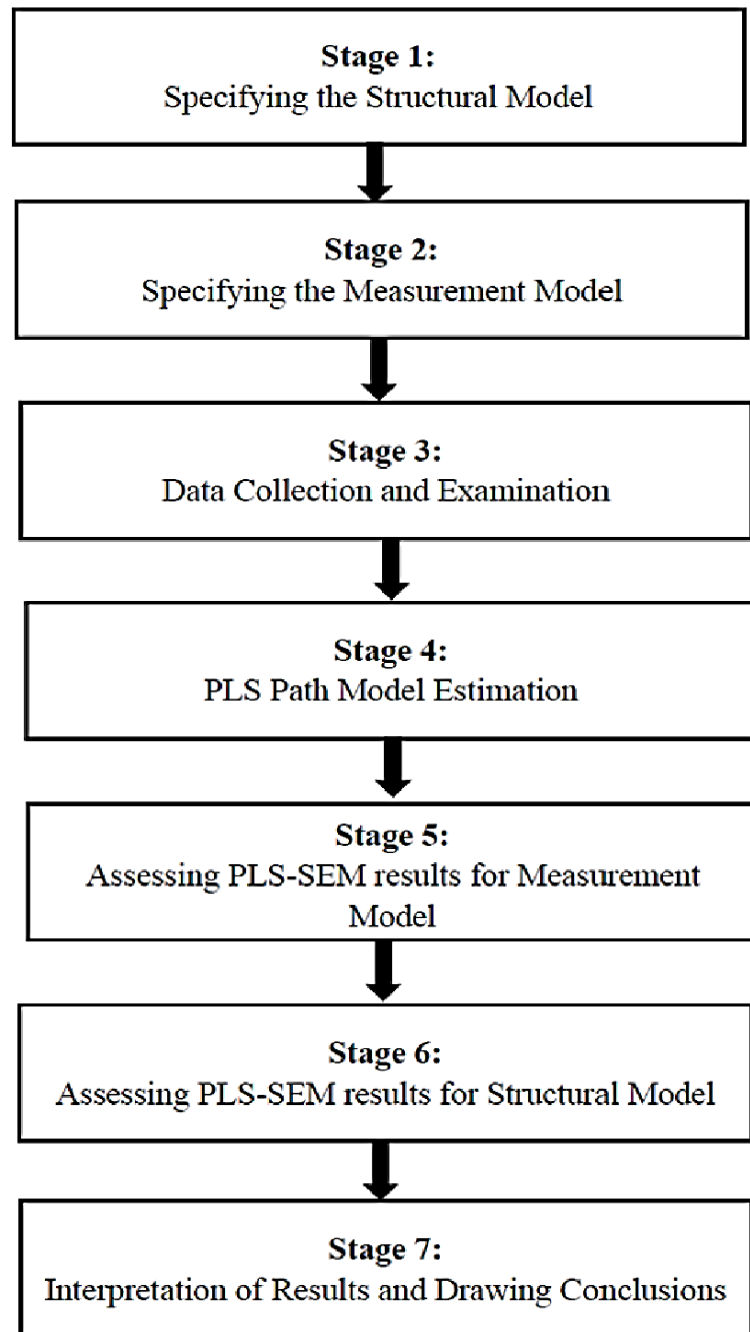 Stage 1:
Specifying the Structural Model
Stage 2:
Specifying the Measurement Model
Stage 3:
Data Collection and Examination
Stage 4:
PLS Path Model Estimation
Stage 5:
Assessing PLS-SEM results for Measurement
Model
Stage 6:
Assessing PLS-SEM results for Structural Model
Stage 7:
Interpretation of Results and Drawing Conclusions